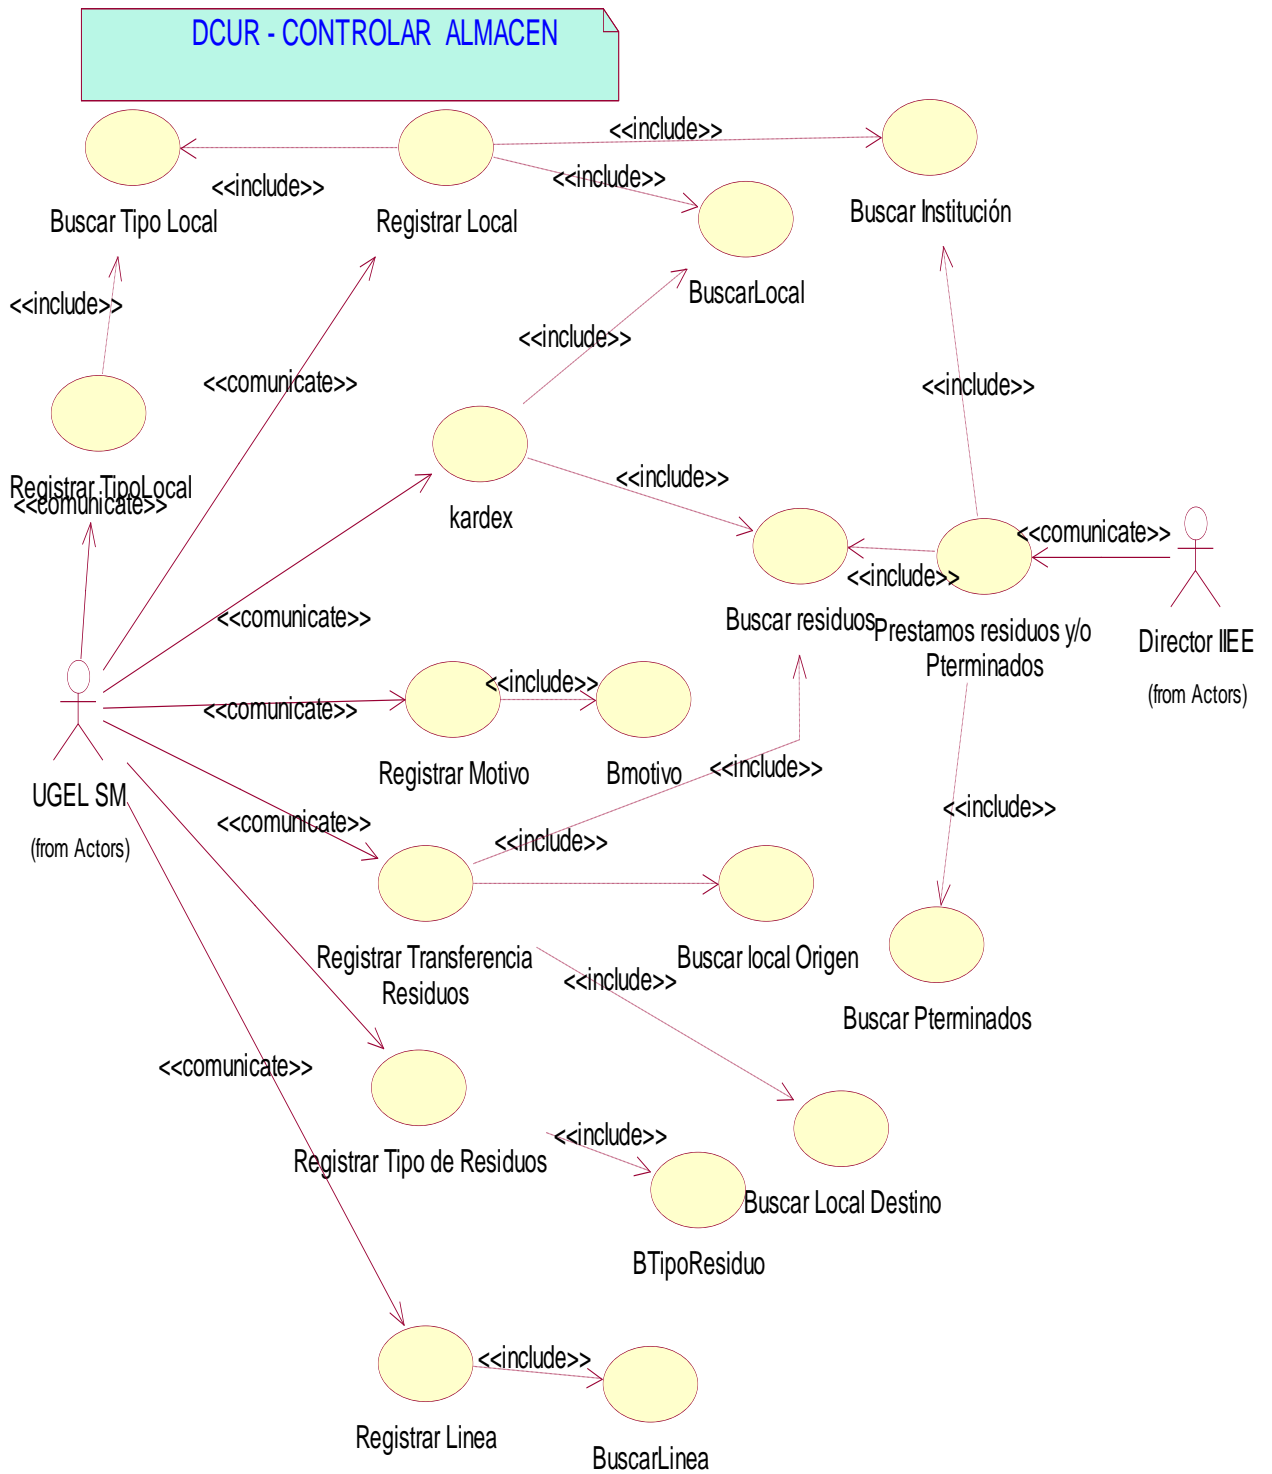 DCUR - CONTROLAR ALMACEN
<<include>>
<<include>>
<<include>>
Buscar Tipo Local
Registrar Local
Buscar Institución
BuscarLocal
<<include>>
<<include>>
<<comunicate>>
<<include>>
Registrar TipoLocal
<<comunicate>>
kardex
<<include>>
<<comunicate>>
<<include>>
Buscar residuos
Prestamos residuos y/o
Pterminados
Director IIEE
(from Actors)
<<comunicate>>
<<include>>
<<comunicate>>
Registrar Motivo
Bmotivo
<<include>>
UGEL SM
(from Actors)
<<comunicate>>
<<include>>
<<include>>
Registrar Transferencia
Residuos
Buscar local Origen
<<include>>
Buscar Pterminados
<<comunicate>>
Registrar Tipo de Residuos
<<include>>
Buscar Local Destino
BTipoResiduo
<<include>>
Registrar Linea
BuscarLinea